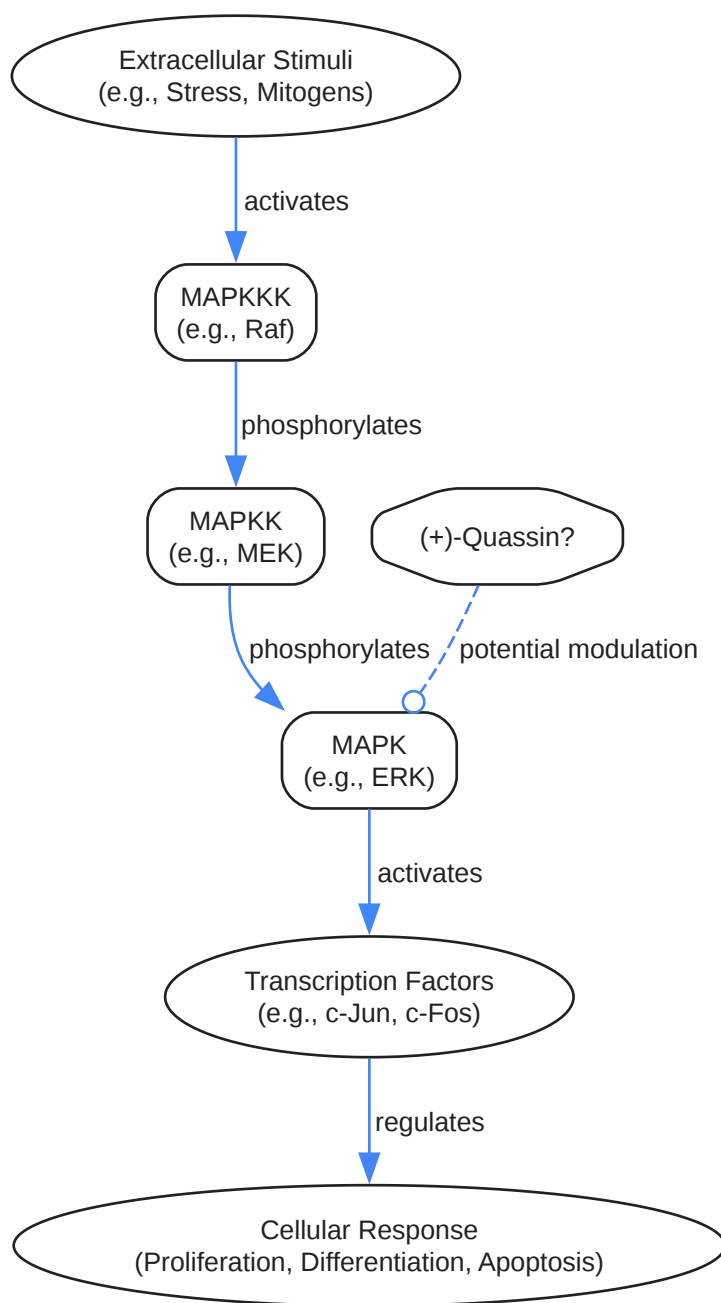 Extracellular Stimuli
(e.g., Stress, Mitogens)
activates
MAPKKK
(e.g., Raf)
phosphorylates
MAPKK
(e.g., MEK)
(+)-Quassin?
phosphorylates
potential modulation
MAPK
(e.g., ERK)
activates
Transcription Factors
(e.g., c-Jun, c-Fos)
regulates
Cellular Response
(Proliferation, Differentiation, Apoptosis)